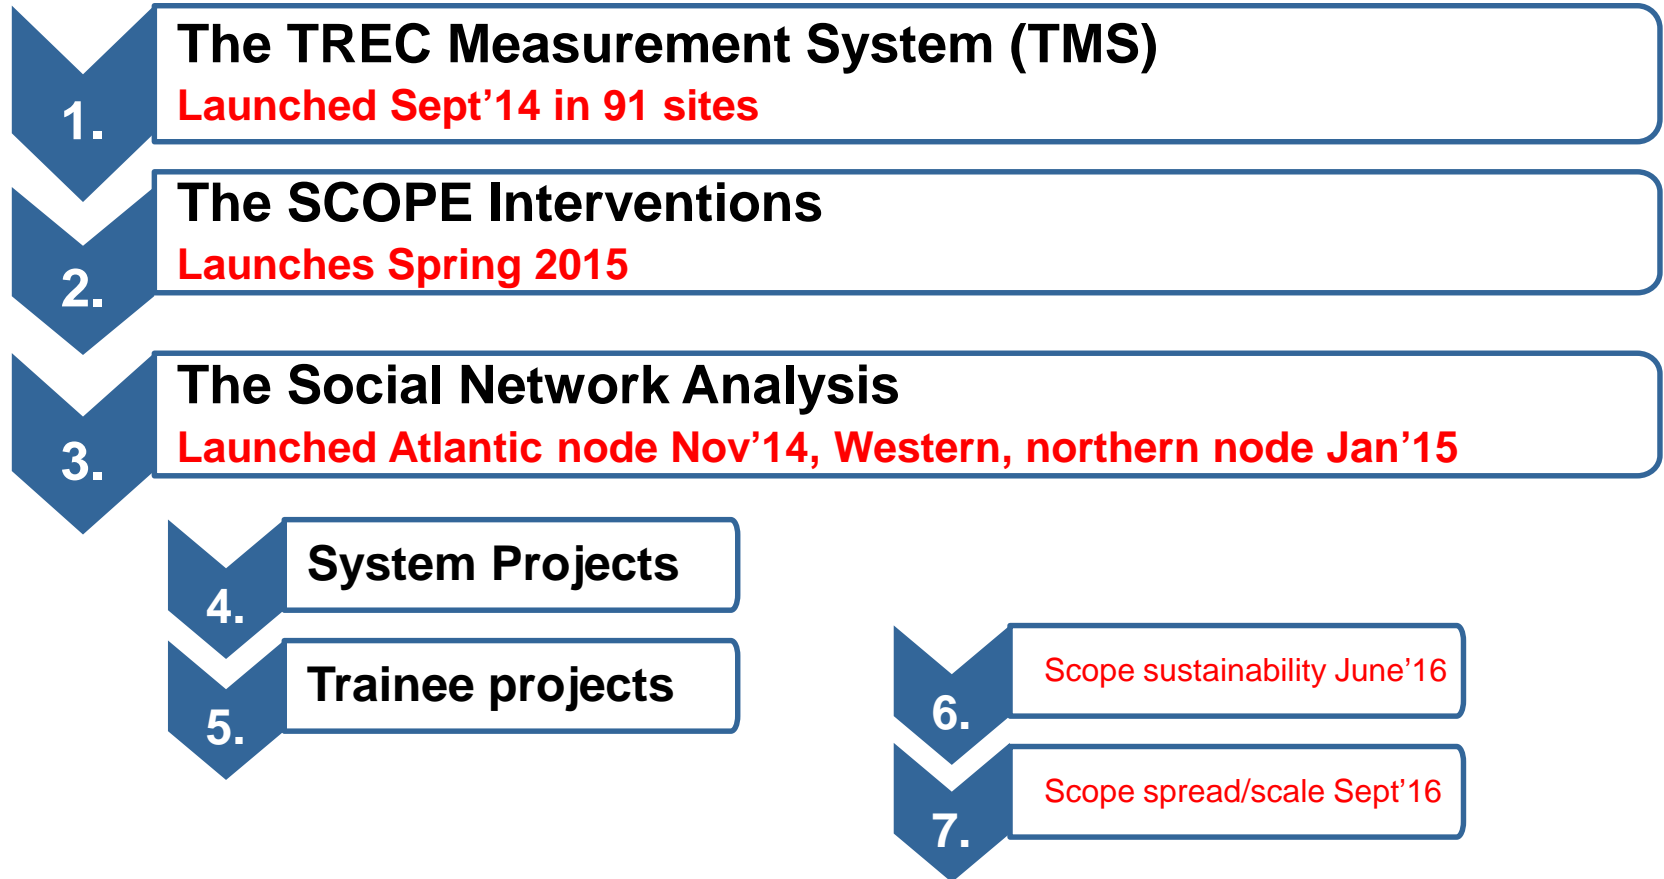 1.
The TREC Measurement System (TMS)
Launched Sept’14 in 91 sites
2.
The SCOPE Interventions
Launches Spring 2015
3.
The Social Network Analysis
Launched Atlantic node Nov’14, Western, northern node Jan’15
4.
System Projects
5.
Trainee projects
6.
Scope sustainability June’16
7.
Scope spread/scale Sept’16